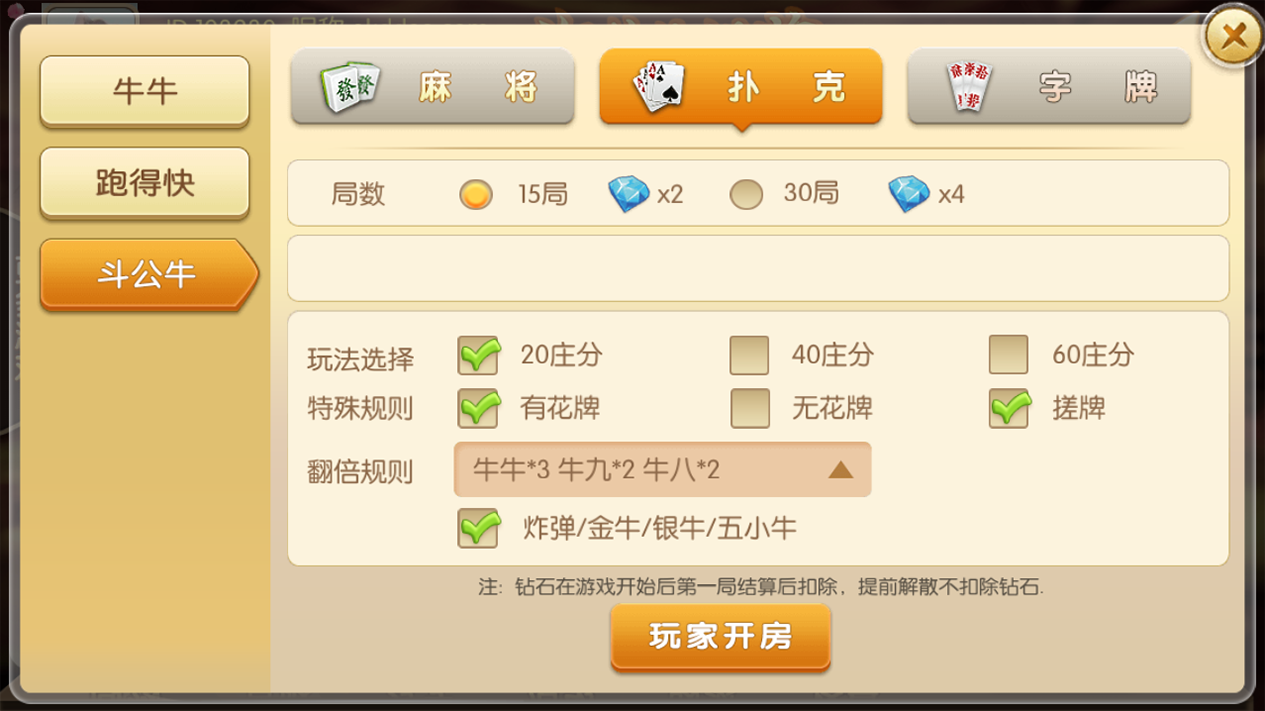 麻 将
扑 克
字 牌
牛牛
跑得快
斗公牛
局数 15局 x2 30局 x4
玩法选择 20庄分 40庄分 60庄分
特殊规则 有花牌 无花牌 搓牌
翻倍规则 牛牛*3 牛九*2 牛八*2
炸弹/金牛/银牛/五小牛
注: 钻石在游戏开始后第一局结算后扣除，提前解散不扣除钻石.
玩家开房